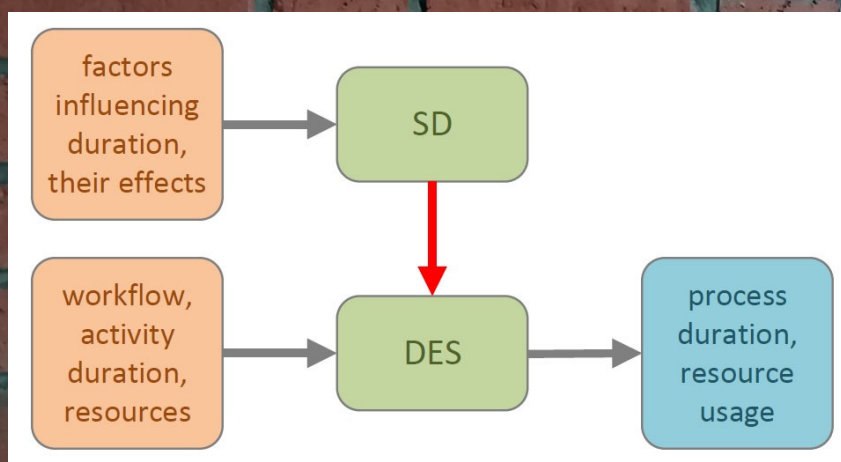 factors
influencing
duration,
their effects
SD
workflow,
activity
duration,
resources
DES
process
duration,
resource
usage